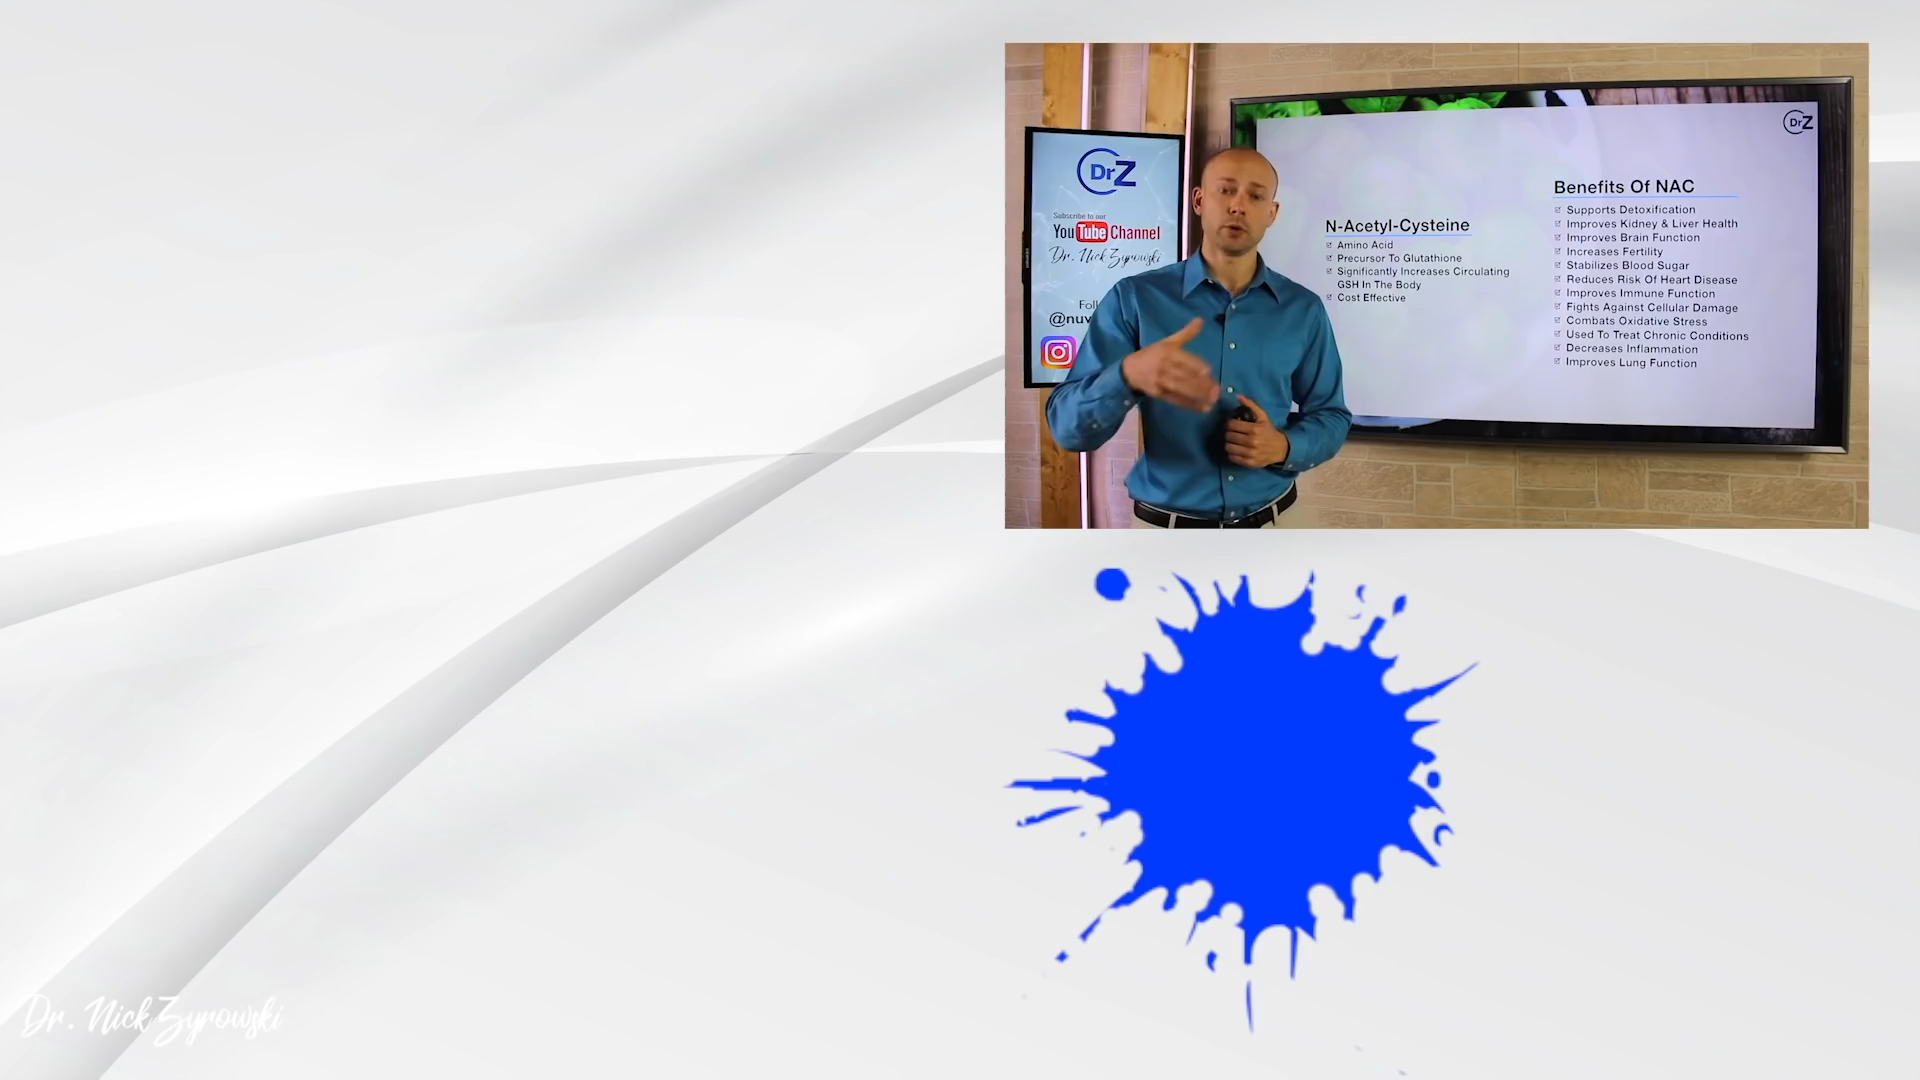 DrZ
Subscribe to our
YouTube Channel
Dr. Nick Zyrowski
Foll
@nuv
N-Acetyl-Cysteine
Amino Acid
Precursor To Glutathione
Significantly Increases Circulating
GSH In The Body
Cost Effective
DrZ
Benefits Of NAC
Supports Detoxification
Improves Kidney & Liver Health
Improves Brain Function
Increases Fertility
Stabilizes Blood Sugar
Reduces Risk Of Heart Disease
Improves Immune Function
Fights Against Cellular Damage
Combats Oxidative Stress
Used To Treat Chronic Conditions
Decreases Inflammation
Improves Lung Function
Dr. Nick Zyrowski